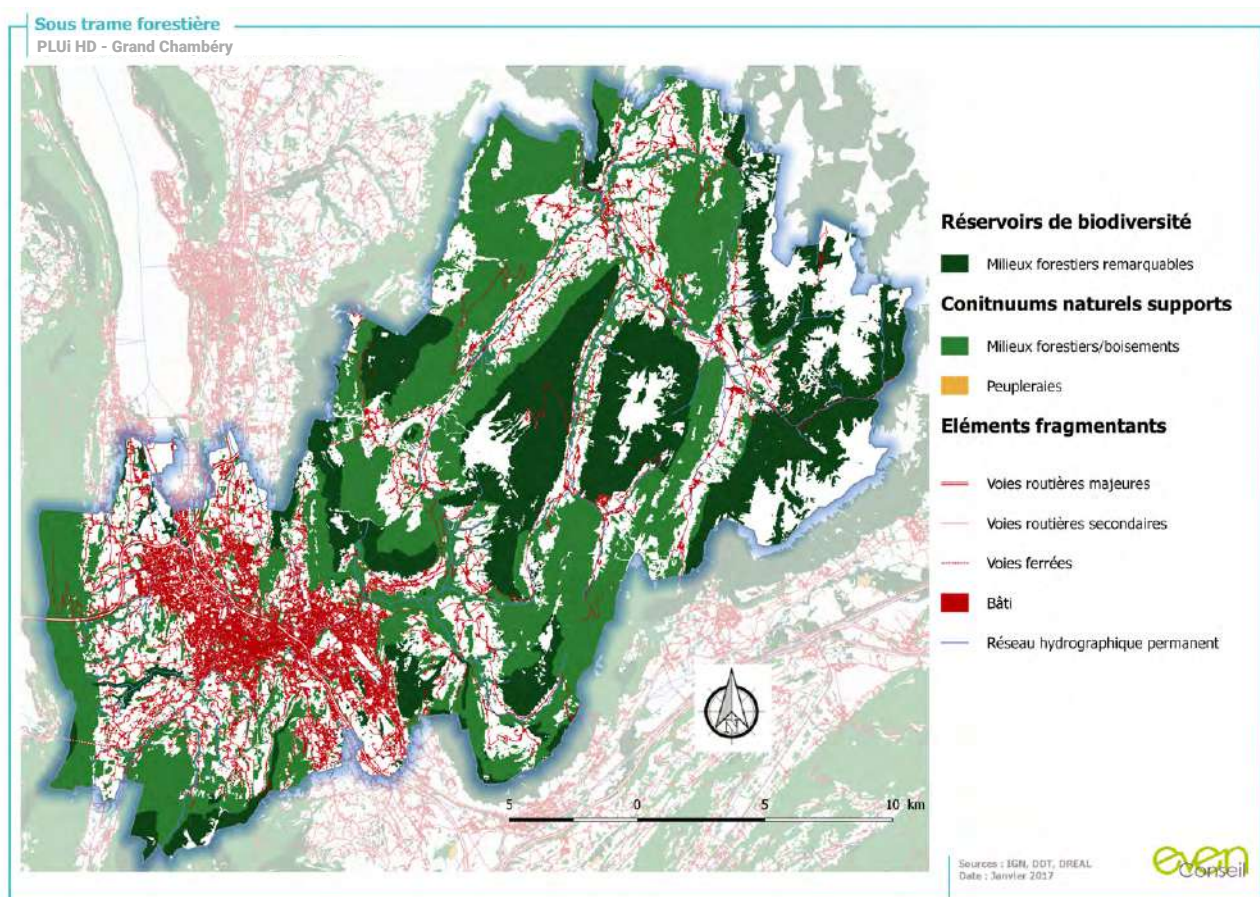 Sous trame forestière
PLUi HD - Grand Chambéry
Réservoirs de biodiversité
Milieux forestiers remarquables
Conitnuums naturels supports
Milieux forestiers/boisements
Peupleraies
Eléments fragmentants
Voies routières majeures
Voies routières secondaires
Voies ferrées
Bâti
Réseau hydrographique permanent
N
5 0 5 10 km
Sources : IGN, DDT, DREAL
Date : Janvier 2017
even
Conseil